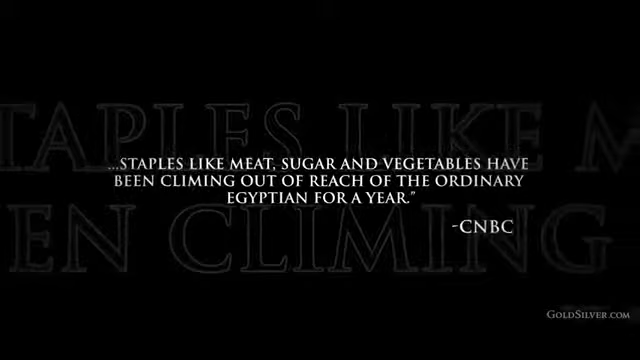 TAPLES LIKE M
...STAPLES LIKE MEAT, SUGAR AND VEGETABLES HAVE
BEEN CLIMING OUT OF REACH OF THE ORDINARY
EGYPTIAN FOR A YEAR."
-CNBC
EN CLIMING
GOLDSILVER.COM